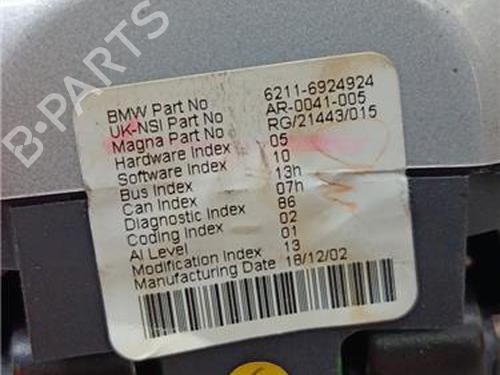 BMW Part No 6211-6924924
UK-NSI Part No AR-0041-005
Magna Part No RG/21443/015
Hardware Index 05
Software Index 10
Bus Index 13h
Can Index 07h
Diagnostic Index 86
Coding Index 02
AI Level 01
Modification Index 13
Manufacturing Date 18/12/02
B-PARTS